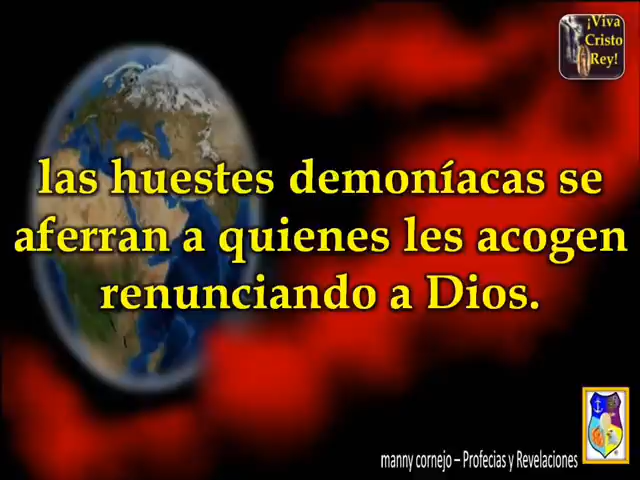 ¡Viva
Cristo
Rey!
las huestes demoníacas se
aferran a quienes les acogen
renunciando a Dios.
manny cornejo – Profecias y Revelaciones